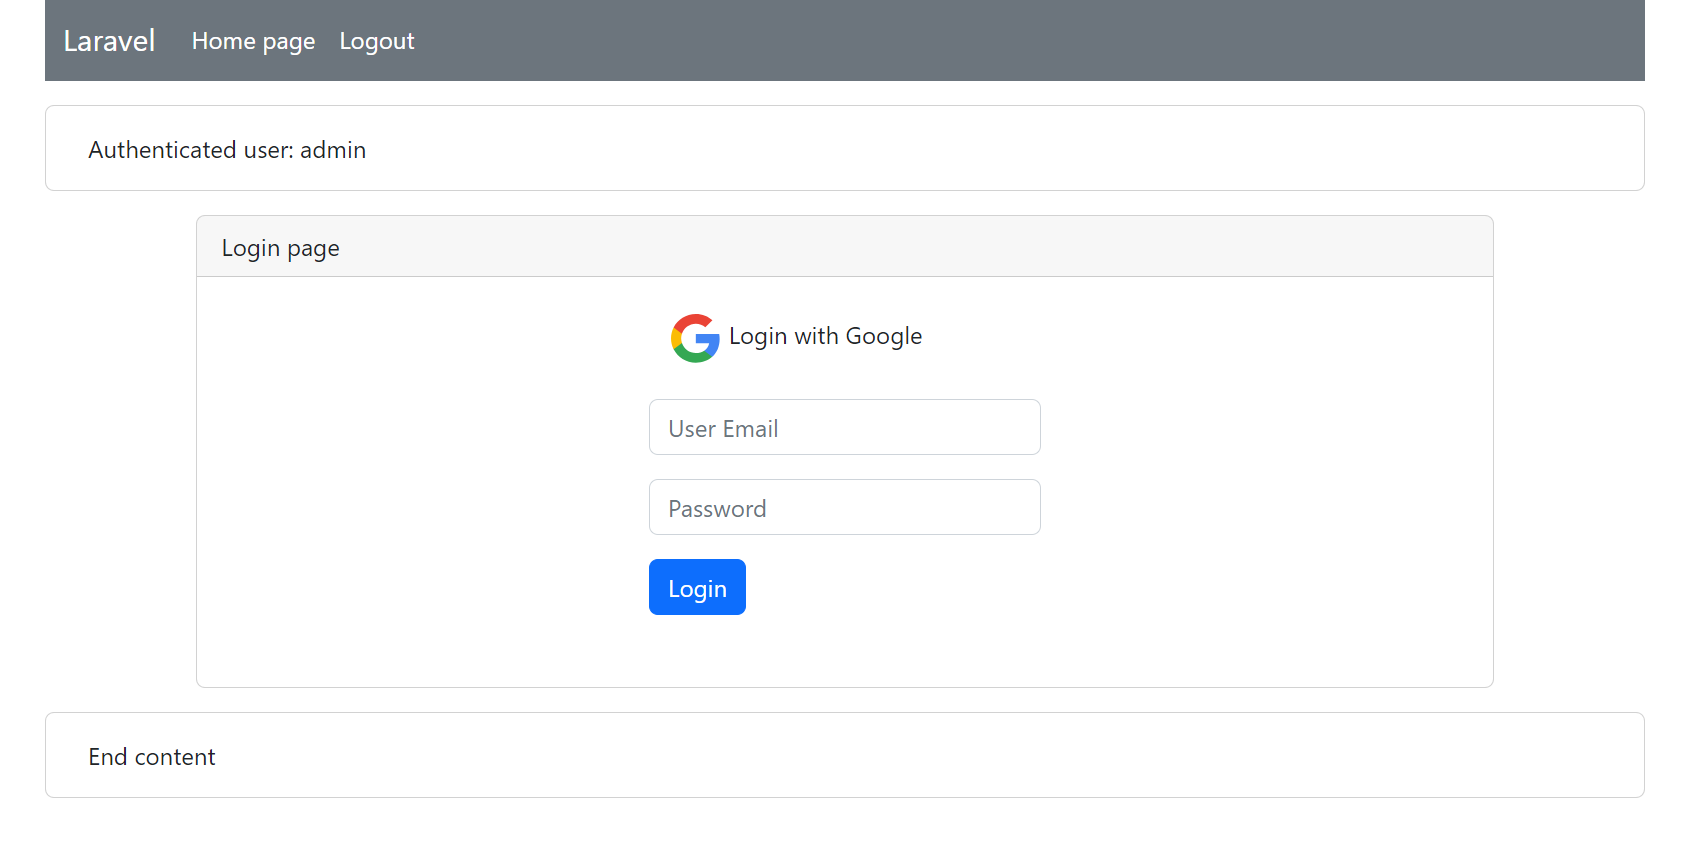 Laravel Home page Logout
Authenticated user: admin
Login page
Login with Google
User Email
Password
Login
End content